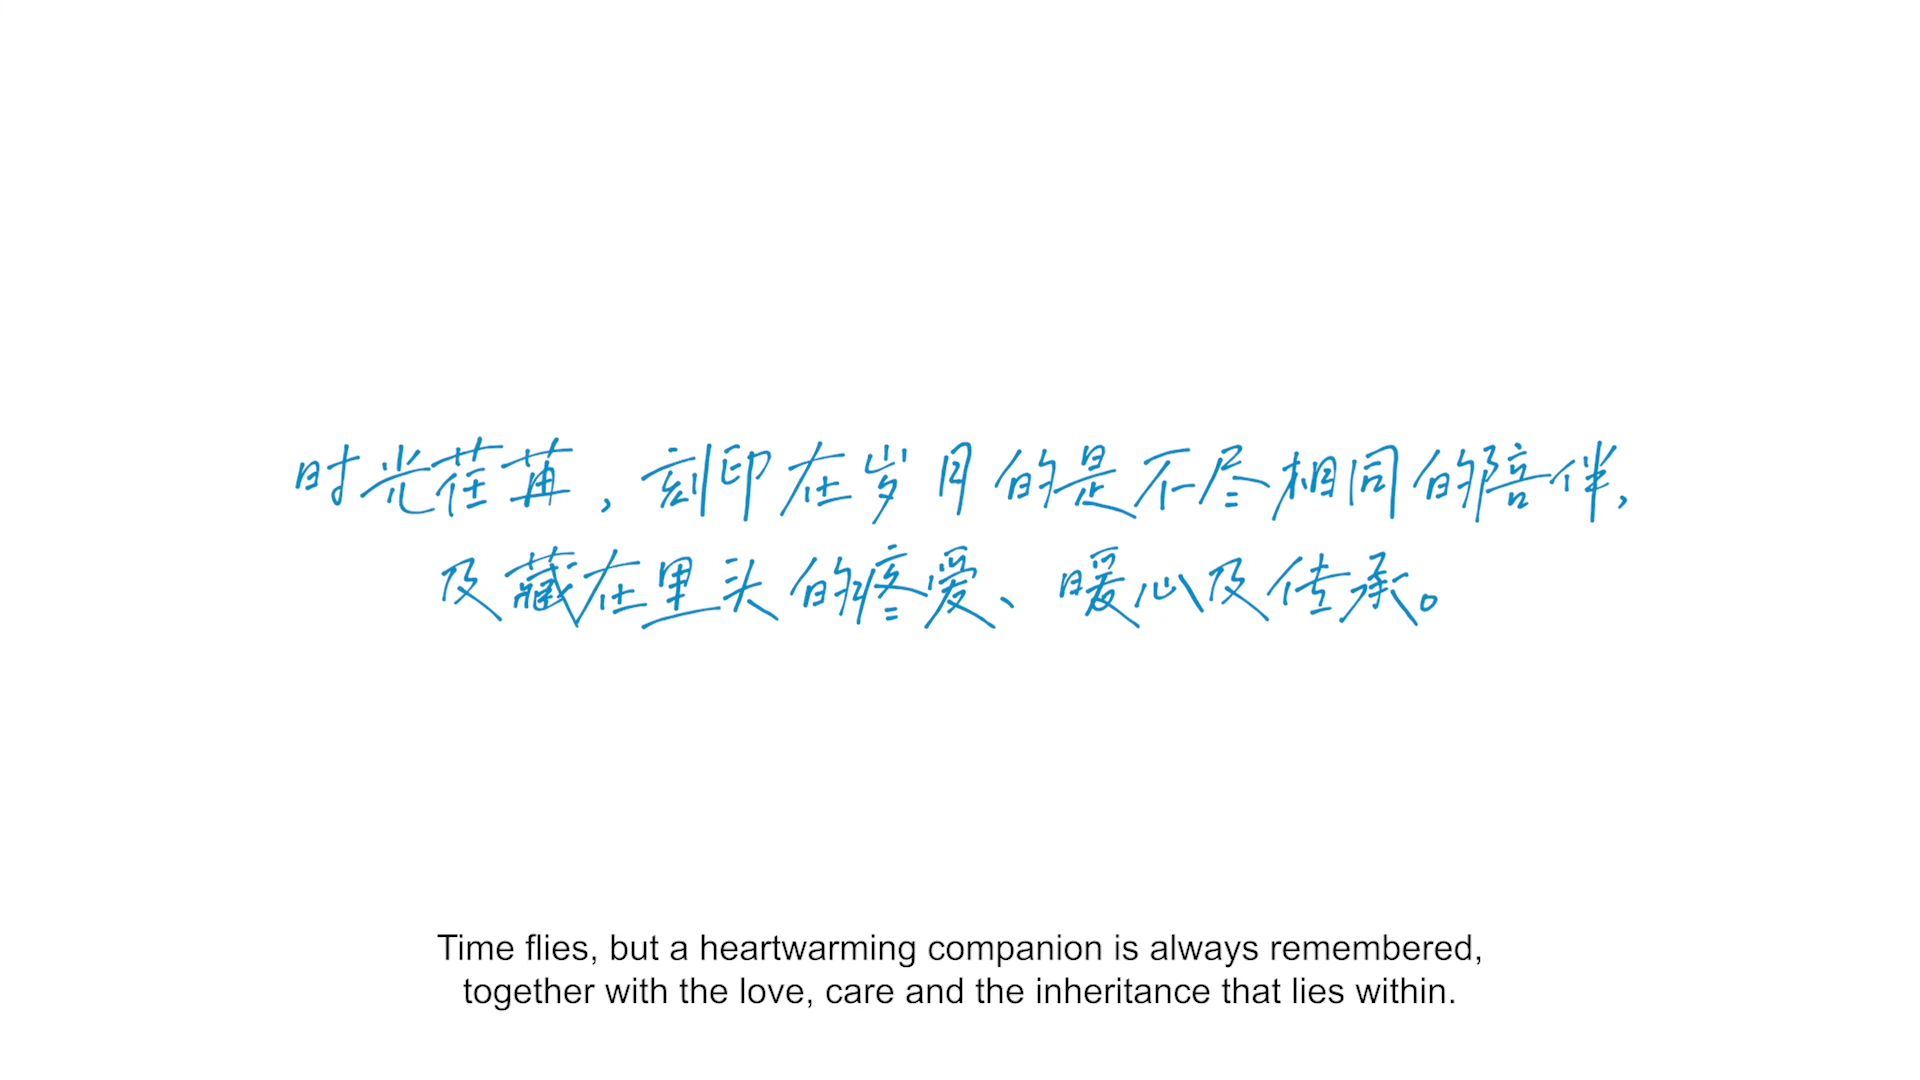 时光荏苒，刻印在岁月的是不尽相同的陪伴，
及藏在里头的疼爱、暖心及传承。
Time flies, but a heartwarming companion is always remembered,
together with the love, care and the inheritance that lies within.